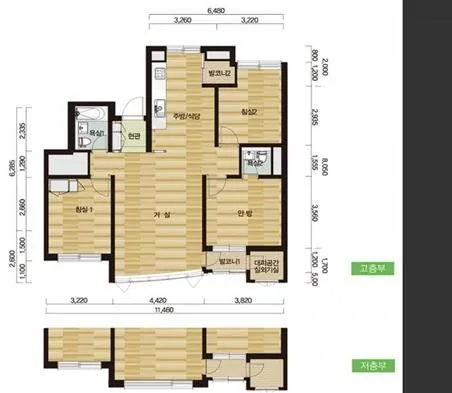 6,480
3,260 3,220
발코니2
주방/식당
침실2
욕실1
현관
욕실2
침실 1
거 실
안 방
발코니1
대피공간
실외기실
800
1,200
2,000
2,935
1,555
8,050
3,560
1,200
1,700
5,00
2,335
1,290
6,285
2,660
1,500
2,600
1,100
고층부
3,220 4,420 3,820
11,460
저층부